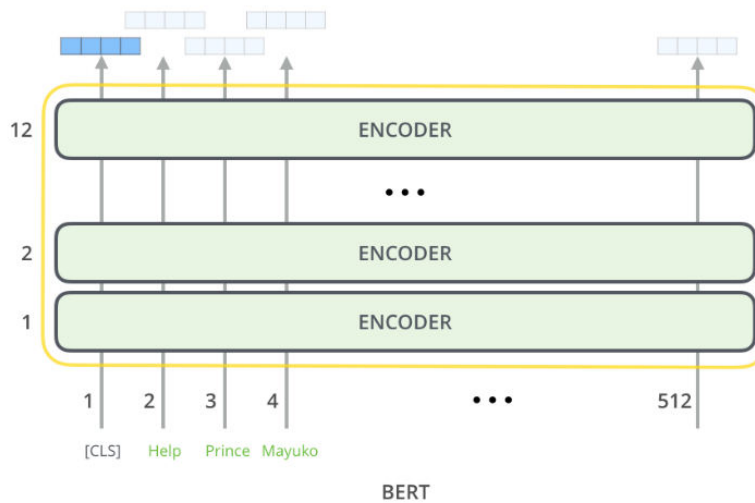 12 ENCODER
...
2 ENCODER
1 ENCODER
1 2 3 4 ... 512
[CLS] Help Prince Mayuko
BERT